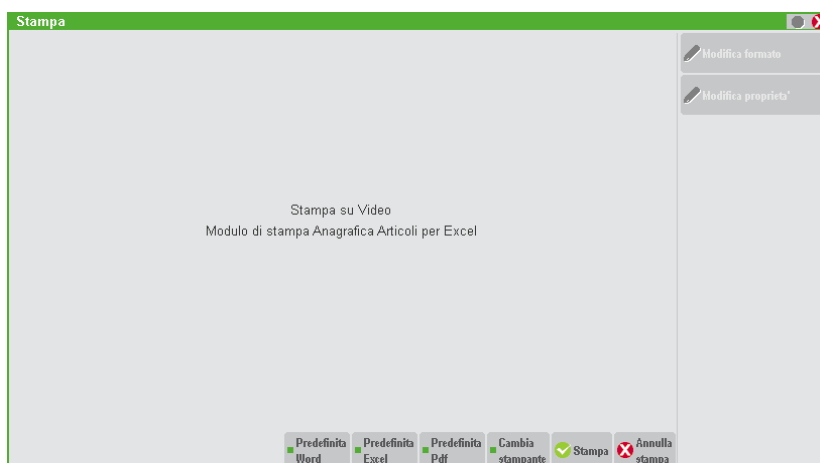 Stampa
Modifica formato
Modifica proprieta'
Stampa su Video
Modulo di stampa Anagrafica Articoli per Excel
Predefinita
Word
Predefinita
Excel
Predefinita
Pdf
Cambia
stampante
Stampa
Annulla
stampa